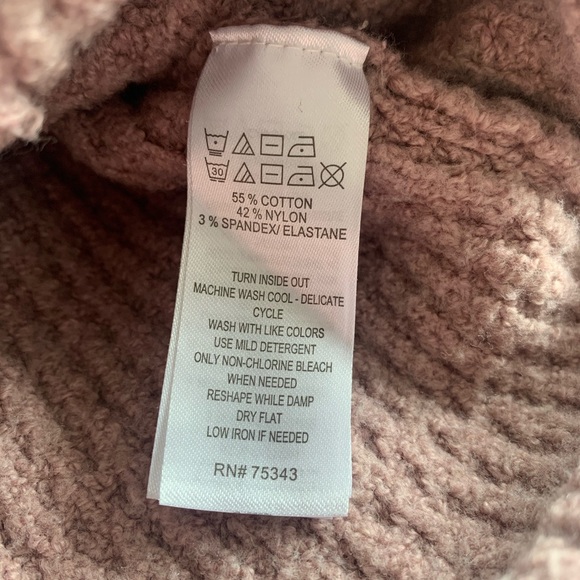 30
55 % COTTON
42 % NYLON
3 % SPANDEX/ ELASTANE
TURN INSIDE OUT
MACHINE WASH COOL - DELICATE
CYCLE
WASH WITH LIKE COLORS
USE MILD DETERGENT
ONLY NON-CHLORINE BLEACH
WHEN NEEDED
RESHAPE WHILE DAMP
DRY FLAT
LOW IRON IF NEEDED
RN# 75343